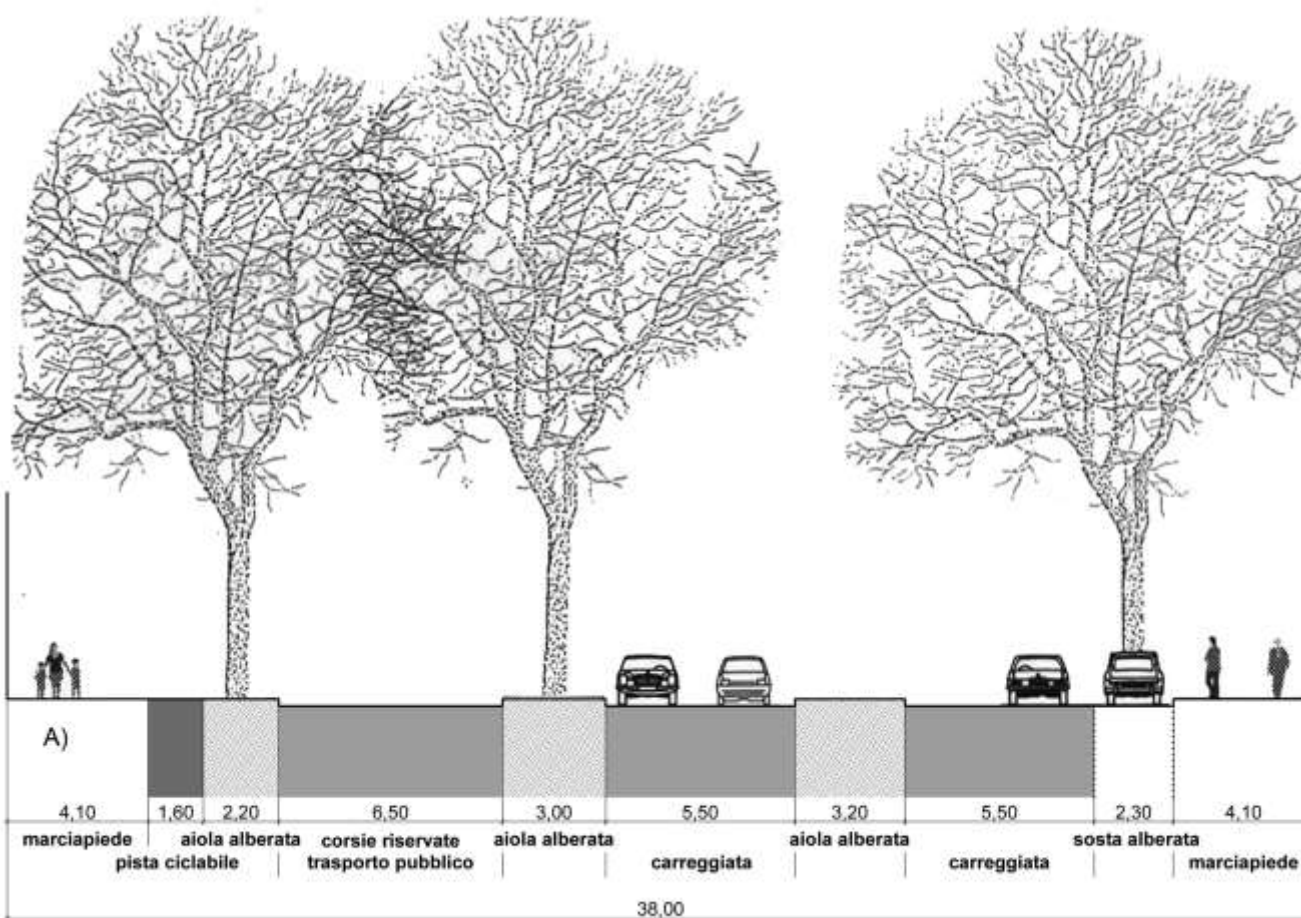 A)
4,10 1,60 2,20 6,50 3,00 5,50 3,20 5,50 2,30 4,10
marciapiede aiola alberata corsie riservate aiola alberata aiola alberata sosta alberata
pista ciclabile trasporto pubblico carreggiata carreggiata marciapiede
38,00